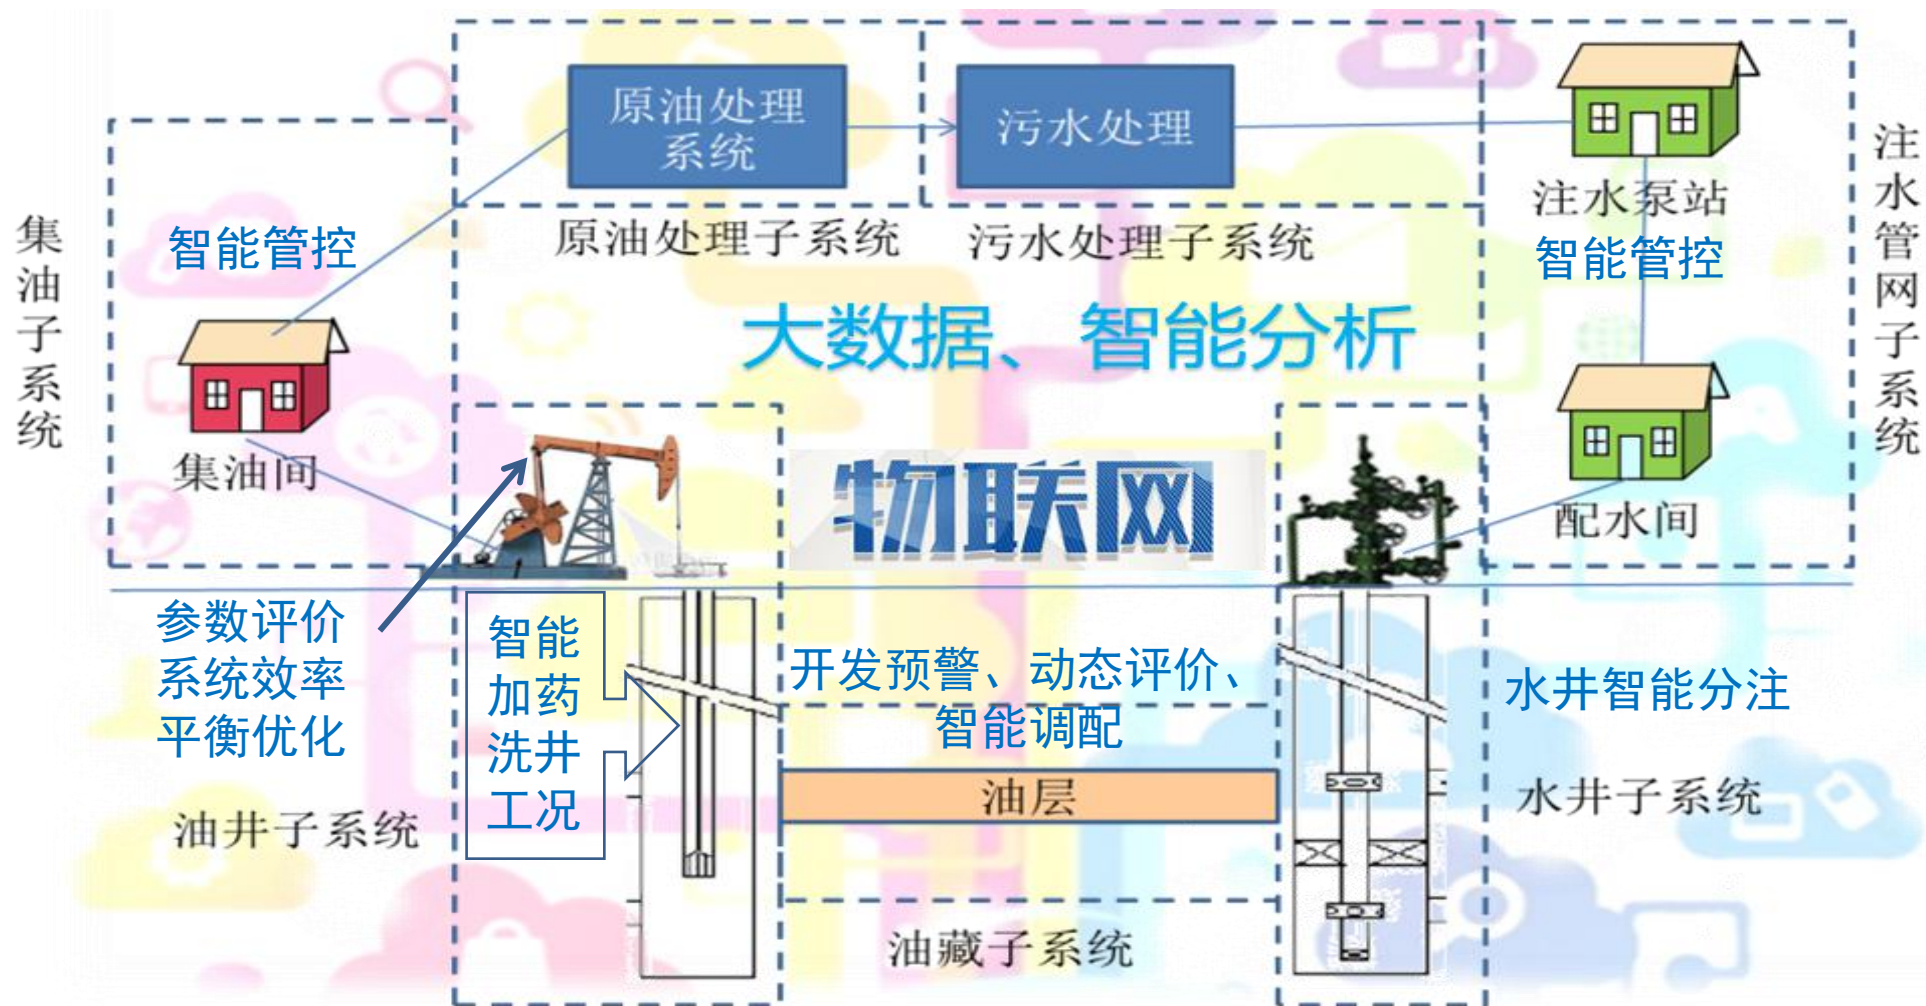 原油处理
系统
污水处理
原油处理子系统
污水处理子系统
注水泵站
智能管控
注水管网子系统
集油子系统
智能管控
大数据、智能分析
集油间
物联网
配水间
参数评价
系统效率
平衡优化
智能
加药
洗井
工况
开发预警、动态评价、
智能调配
水井智能分注
油层
油井子系统
水井子系统
油藏子系统